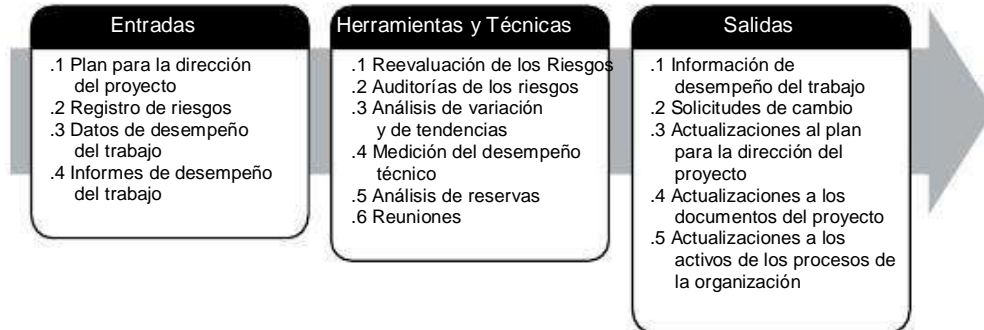 Entradas
.1 Plan para la dirección
del proyecto
.2 Registro de riesgos
.3 Datos de desempeño
del trabajo
.4 Informes de desempeño
del trabajo
Herramientas y Técnicas
.1 Reevaluación de los Riesgos
.2 Auditorías de los riesgos
.3 Análisis de variación
y de tendencias
.4 Medición del desempeño
técnico
.5 Análisis de reservas
.6 Reuniones
Salidas
.1 Información de
desempeño del trabajo
.2 Solicitudes de cambio
.3 Actualizaciones al plan
para la dirección del
proyecto
.4 Actualizaciones a los
documentos del proyecto
.5 Actualizaciones a los
activos de los procesos de
la organización